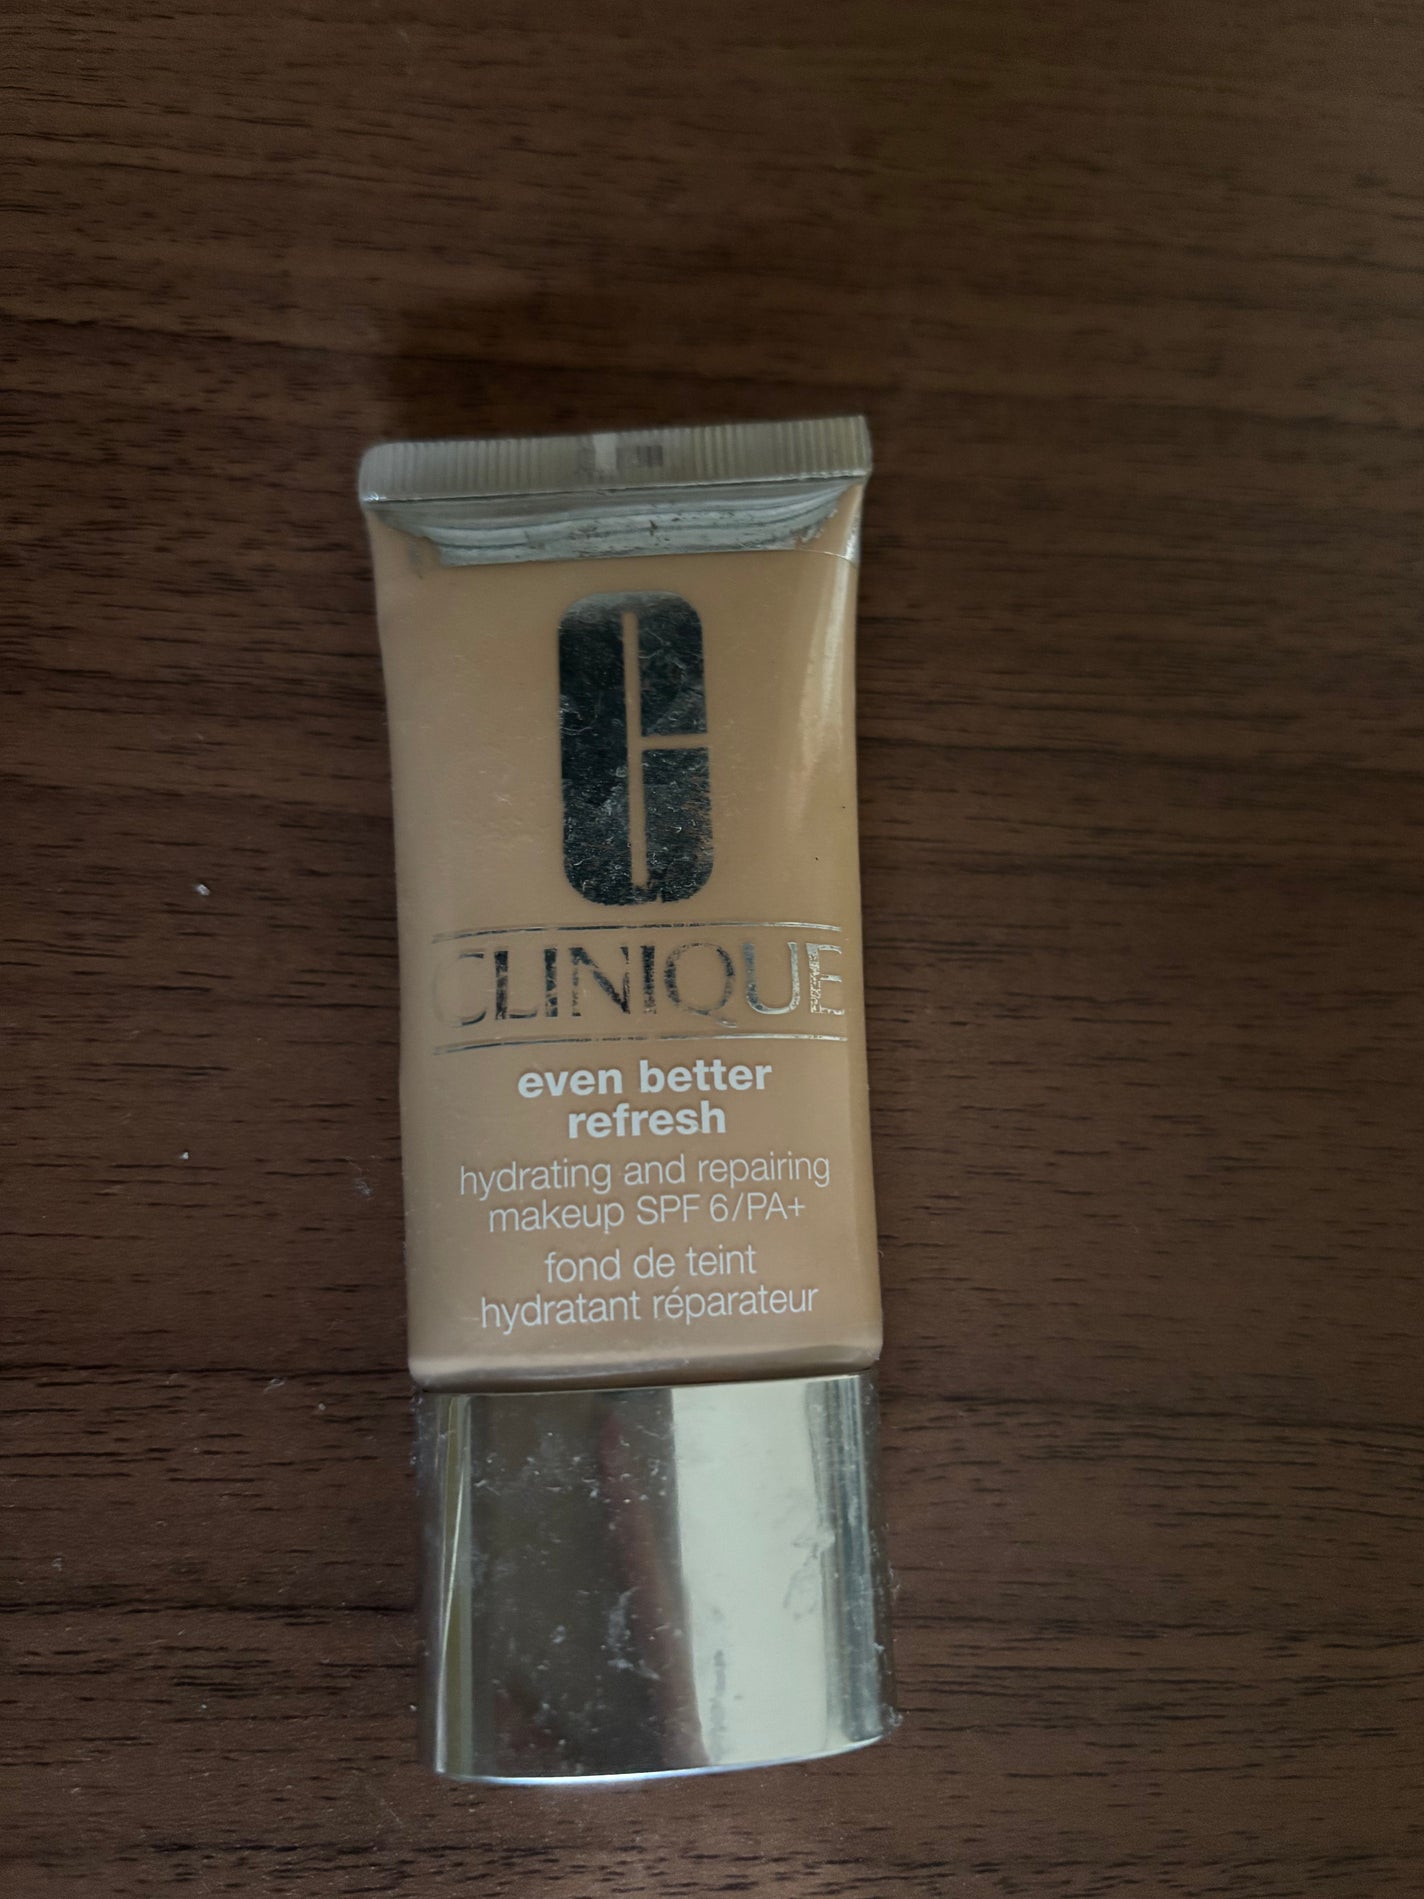 CLINIQUE
even better
refresh
hydrating and repairing
makeup SPF 6/PA+
fond de teint
hydratant réparateur